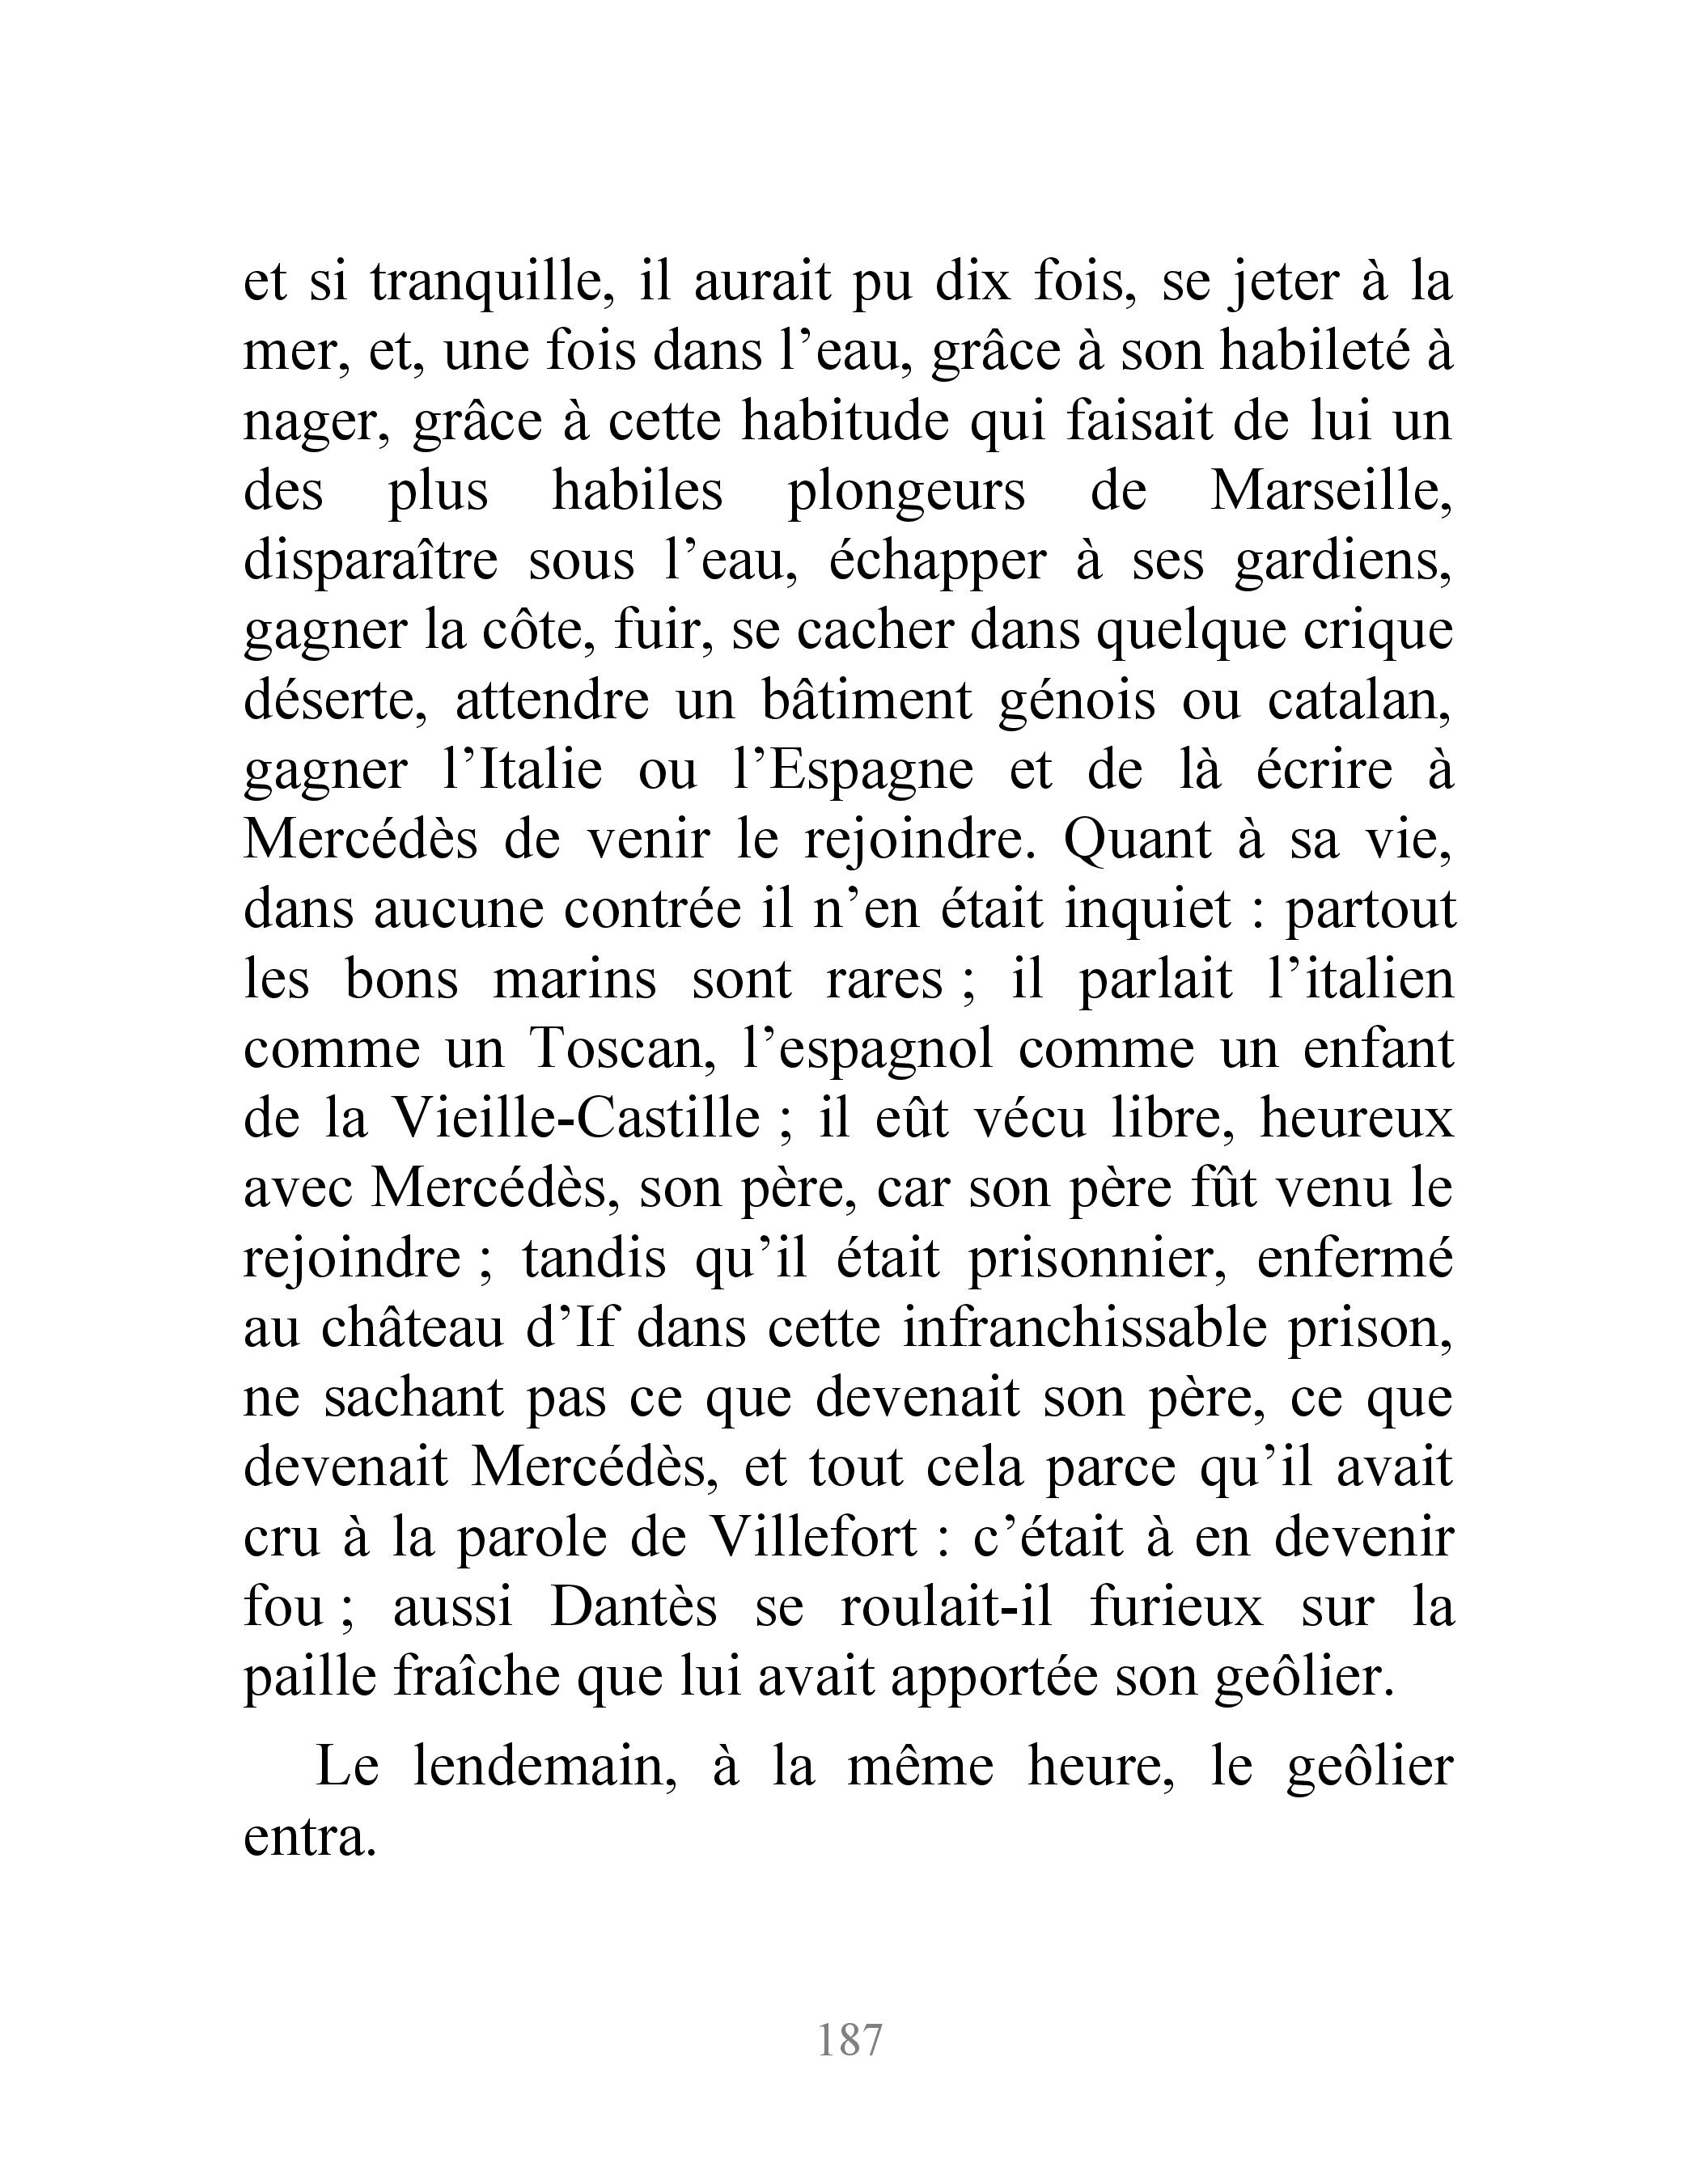 et si tranquille, il aurait pu dix fois, se jeter à la
mer, et, une fois dans l’eau, grâce à son habileté à
nager, grâce à cette habitude qui faisait de lui un
des plus habiles plongeurs de Marseille,
disparaître sous l’eau, échapper à ses gardiens,
gagner la côte, fuir, se cacher dans quelque crique
déserte, attendre un bâtiment génois ou catalan,
gagner l’Italie ou l’Espagne et de là écrire à
Mercédès de venir le rejoindre. Quant à sa vie,
dans aucune contrée il n’en était inquiet : partout
les bons marins sont rares ; il parlait l’italien
comme un Toscan, l’espagnol comme un enfant
de la Vieille-Castille ; il eût vécu libre, heureux
avec Mercédès, son père, car son père fût venu le
rejoindre ; tandis qu’il était prisonnier, enfermé
au château d’If dans cette infranchissable prison,
ne sachant pas ce que devenait son père, ce que
devenait Mercédès, et tout cela parce qu’il avait
cru à la parole de Villefort : c’était à en devenir
fou ; aussi Dantès se roulait-il furieux sur la
paille fraîche que lui avait apportée son geôlier.
Le lendemain, à la même heure, le geôlier
entra.
187